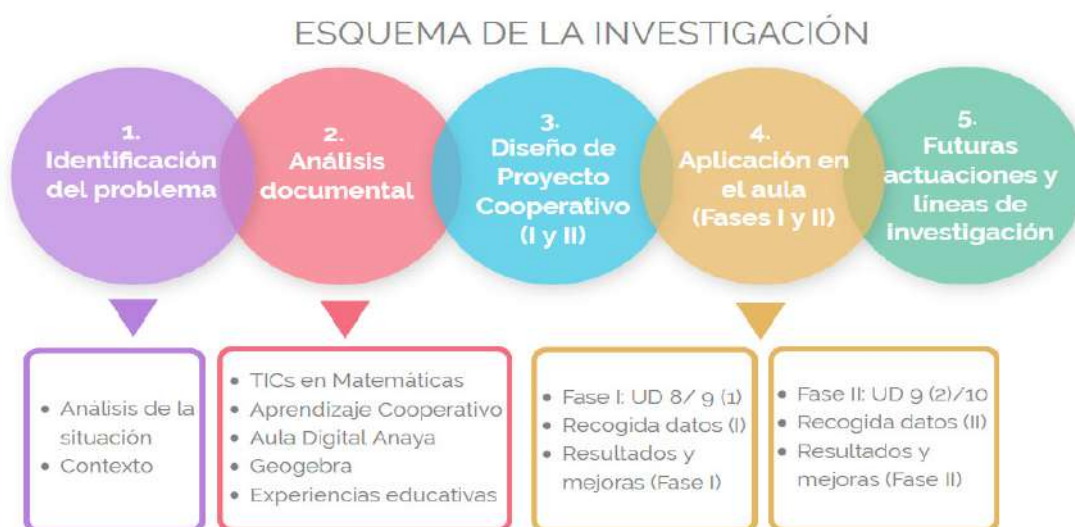 ESQUEMA DE LA INVESTIGACIÓN
1.
Identificación
del problema
2.
Análisis
documental
3.
Diseño de
Proyecto
Cooperativo
(I y II)
4.
Aplicación en
el aula
(Fases I y II)
5.
Futuras
actuaciones y
líneas de
investigación
• Análisis de la
situación
• Contexto
• TICs en Matemáticas
• Aprendizaje Cooperativo
• Aula Digital Anaya
• Geogebra
• Experiencias educativas
• Fase I: UD 8/ 9 (1)
• Recogida datos (I)
• Resultados y
mejoras (Fase I)
• Fase II: UD 9 (2)/10
• Recogida datos (II)
• Resultados y
mejoras (Fase II)